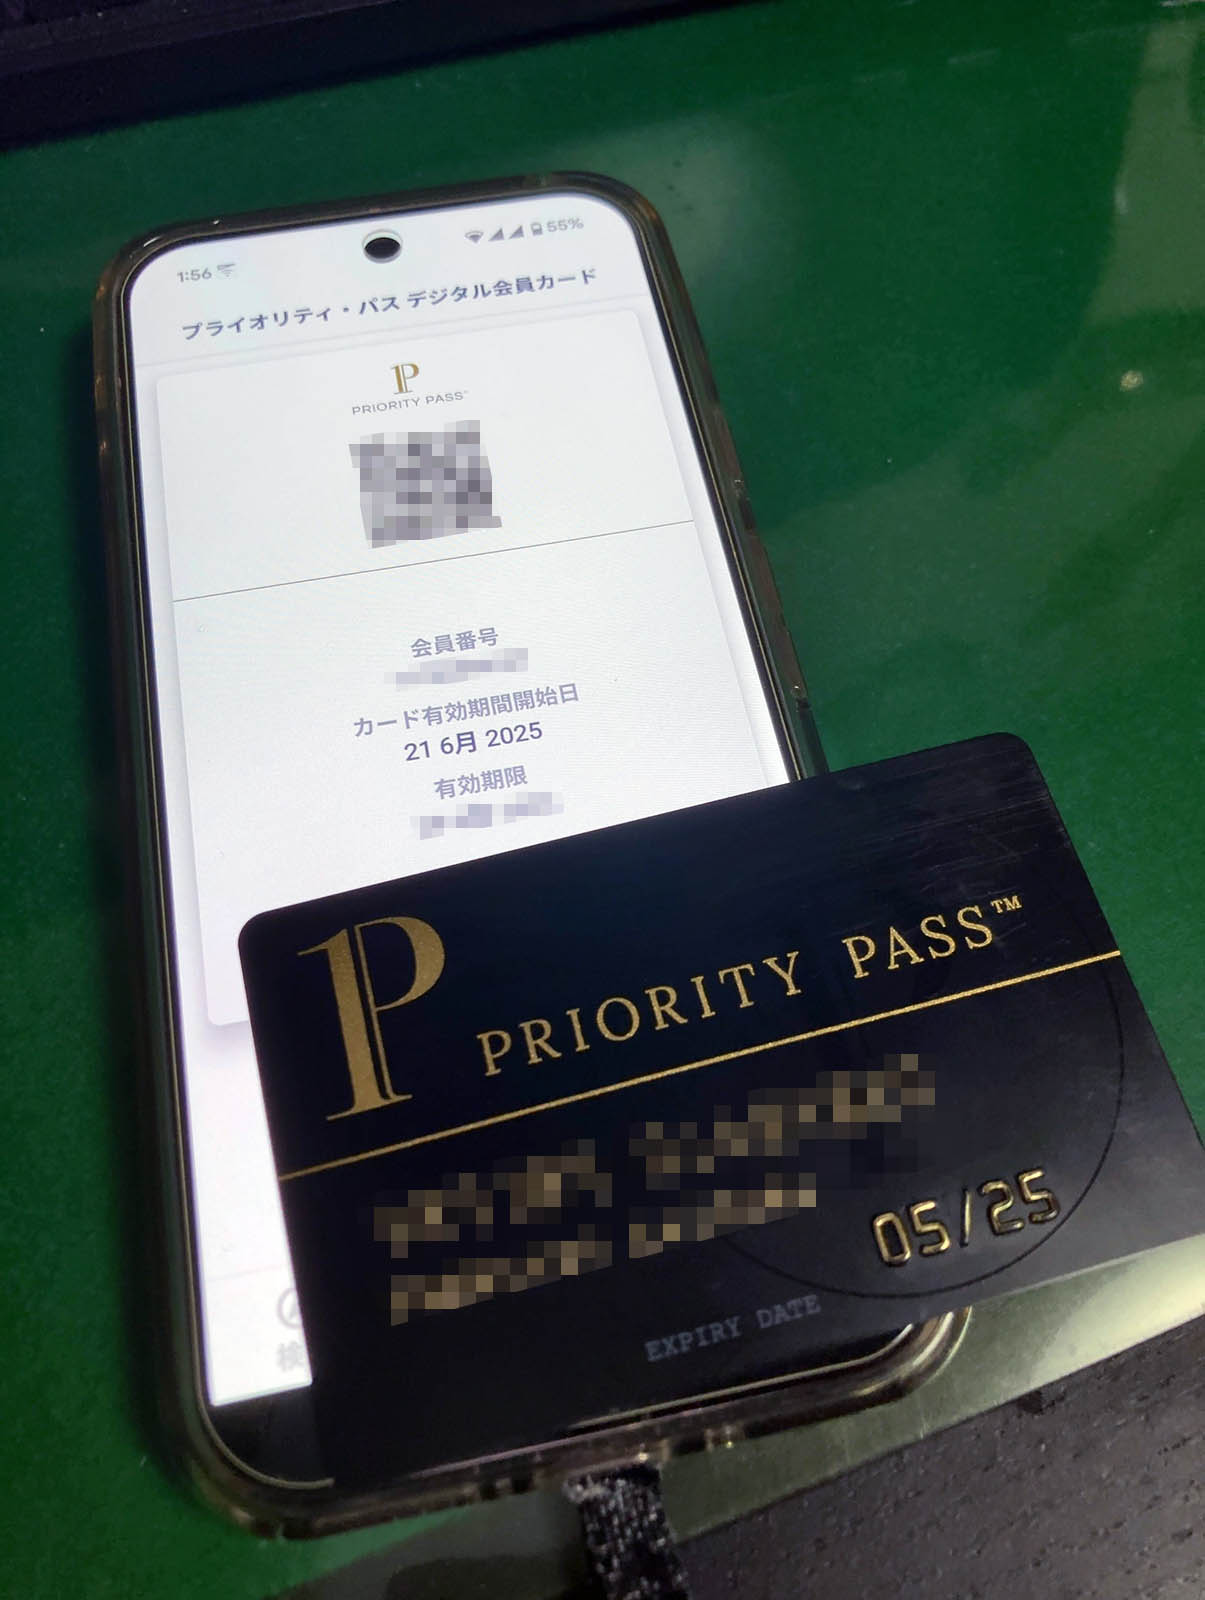 1:56 55%
プライオリティ・パス デジタル会員カード
PRIORITY PASS™
会員番号
カード有効期間開始日
21 6月 2025
有効期限
検
PRIORITY PASS™
05/25
EXPIRY DATE